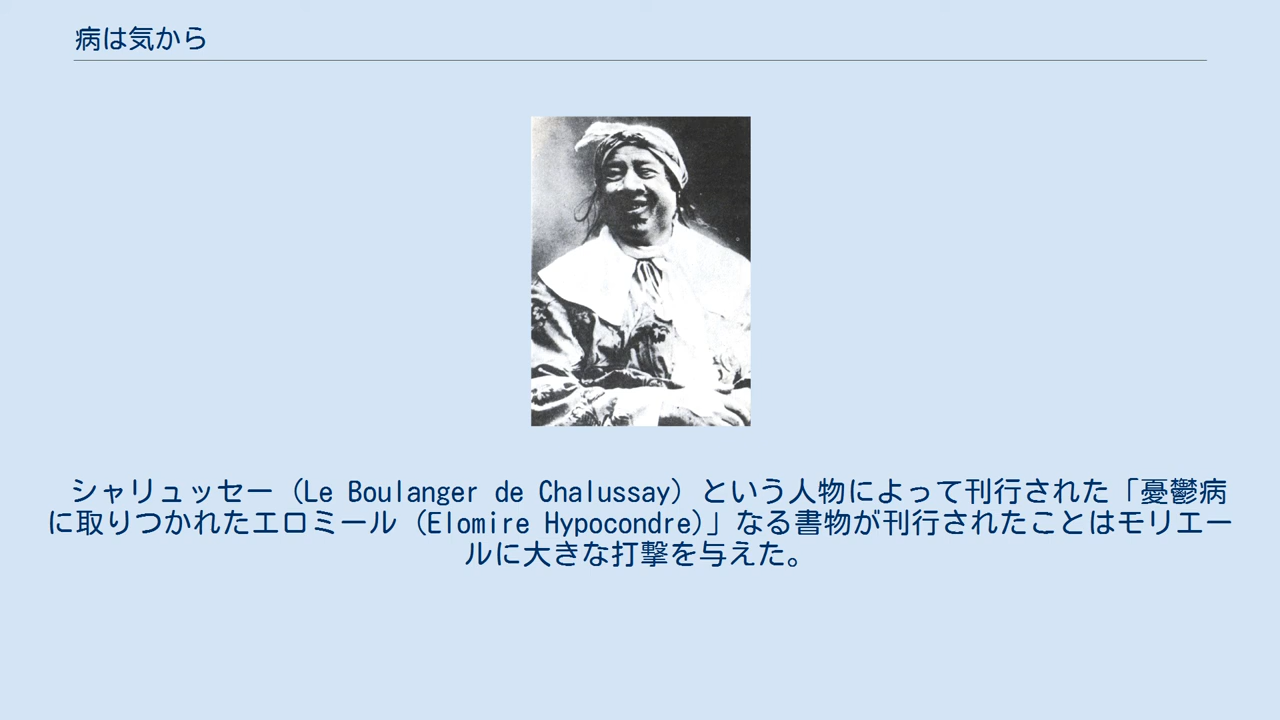 病は気から
シャリュッセー（Le Boulanger de Chalussay）という人物によって刊行された「憂鬱病
に取りつかれたエロミール（Elomire Hypocondre)」なる書物が刊行されたことはモリエー
ルに大きな打撃を与えた。